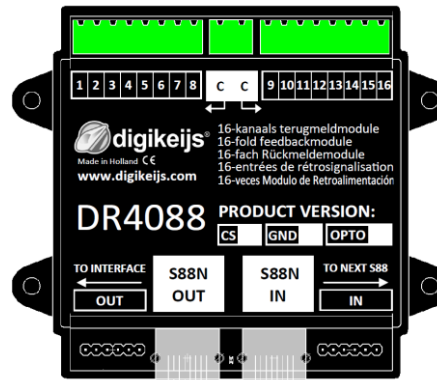 1 2 3 4 5 6 7 8 C C 9 10 11 12 13 14 15 16
digikeijs®
Made in Holland CE
www.digikeijs.com
16-kanaals terugmeldmodule
16-fold feedbackmodule
16-fach Rückmeldemodule
16-entrées de rétrosignalisation
16-veces Modulo de Retroalimentación
DR4088
PRODUCT VERSION:
CS GND OPTO
TO INTERFACE
OUT
S88N
OUT
S88N
IN
TO NEXT S88
IN